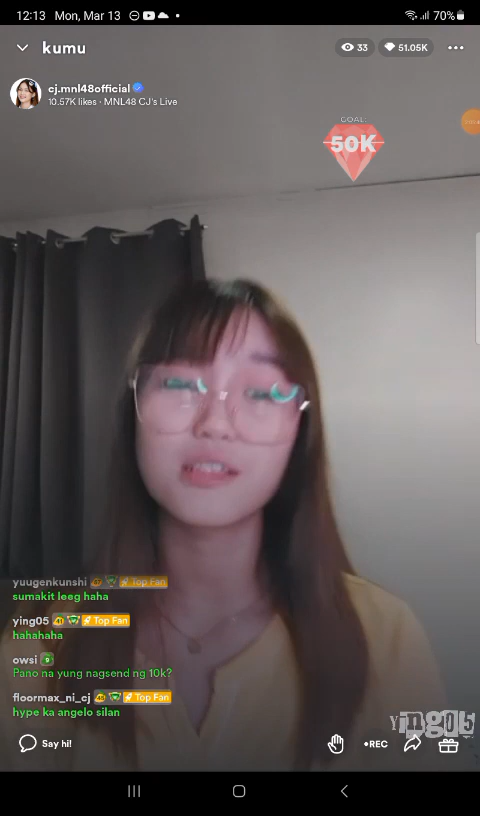 12:13 Mon, Mar 13 70%
kumu 33 51.05K
cj.mnl48official
10.57K likes · MNL48 CJ's Live
GOAL:
50K
yuugenkunshi Top Fan
sumakit leeg haha
ying05 41 Top Fan
hahahaha
owsi 9
Pano na yung nagsend ng 10k?
floormax_ni_cj Top Fan
hype ka angelo silan
Say hi! •REC
Ying05